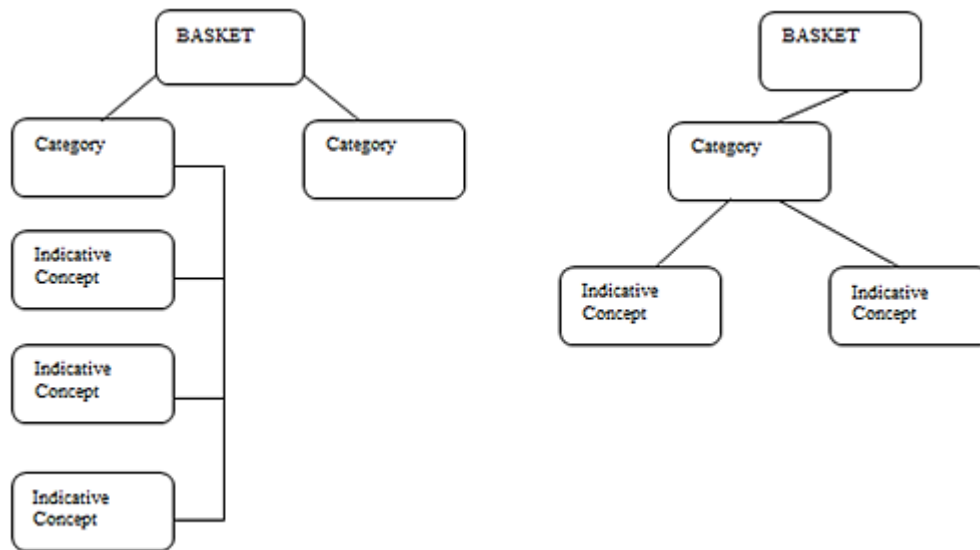 BASKET
Category
Category
Indicative
Concept
Indicative
Concept
Indicative
Concept
BASKET
Category
Indicative
Concept
Indicative
Concept